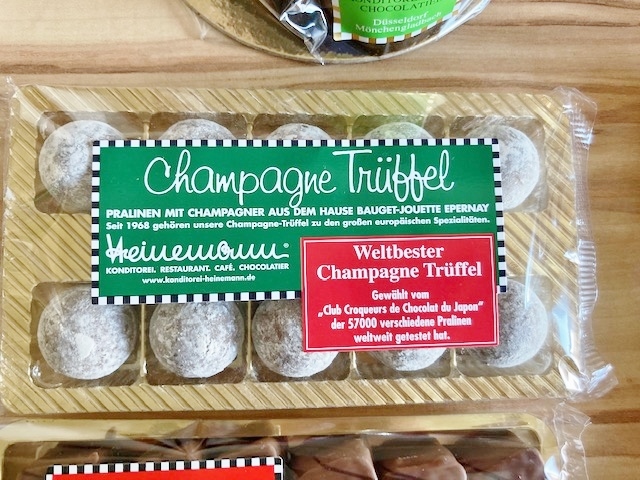 CHOCOLATIER
Düsseldorf
Mönchengladbach
Champagne Trüffel
PRALINEN MIT CHAMPAGNER AUS DEM HAUSE BAUGET-JOUETTE EPERNAY
Seit 1968 gehören unsere Champagne-Trüffel zu den großen europäischen Spezialitäten.
Heinemann®
KONDITOREI. RESTAURANT. CAFÉ. CHOCOLATIER
www.konditorei-heinemann.de
Weltbester
Champagne Trüffel
Gewählt vom
„Club Croqueurs de Chocolat du Japon"
der 57000 verschiedene Pralinen
weltweit getestet hat.